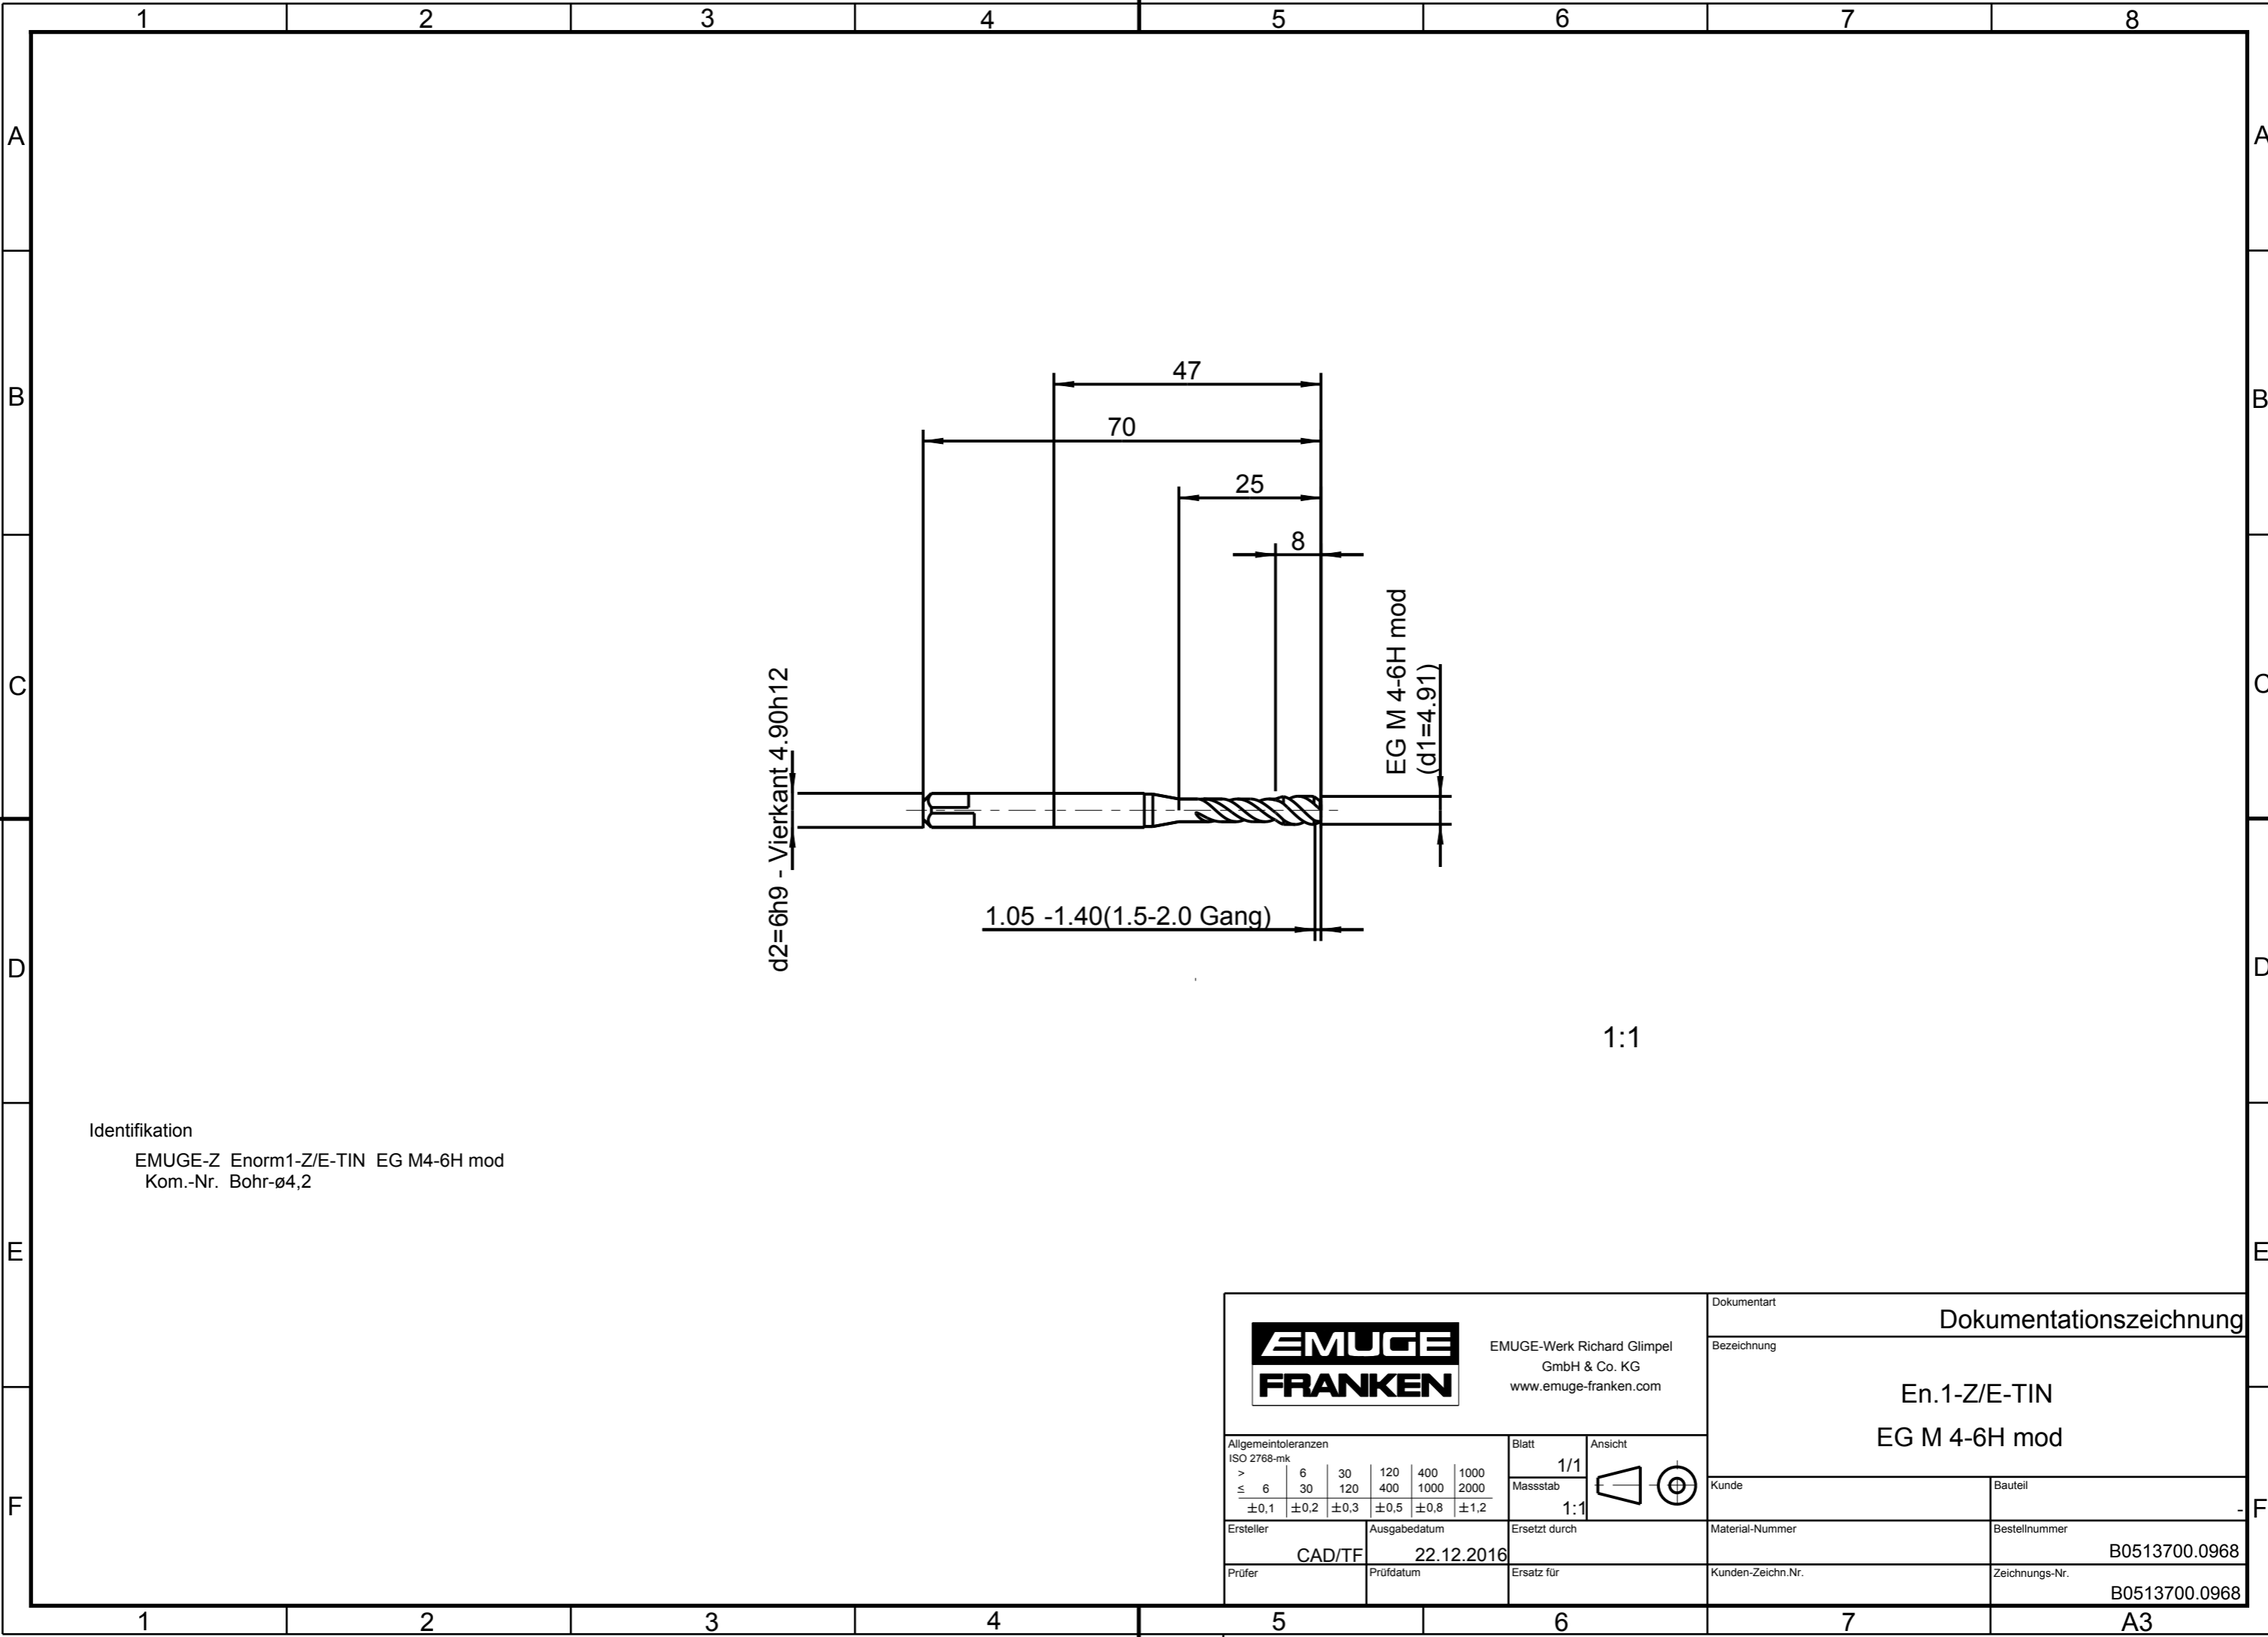 1 2 3 4 5 6 7 8
A A
B B
C C
D D
E E
F F
47
70
25
8
EG M 4-6H mod
(d1=4.91)
d2=6h9 - Vierkant 4.90h12
1.05 -1.40(1.5-2.0 Gang)
1:1
Identifikation
EMUGE-Z Enorm1-Z/E-TIN EG M4-6H mod
Kom.-Nr. Bohr-ø4,2
EMUGE
FRANKEN
EMUGE-Werk Richard Glimpel
GmbH & Co. KG
www.emuge-franken.com
Dokumentart
Dokumentationszeichnung
Bezeichnung
En.1-Z/E-TIN
EG M 4-6H mod
Allgemeintoleranzen
ISO 2768-mk
> 6 30 120 400 1000
≤ 6 30 120 400 1000 2000
±0,1 ±0,2 ±0,3 ±0,5 ±0,8 ±1,2
Blatt
1/1
Ansicht
Massstab
1:1
Kunde
Bauteil
-
Ersteller
CAD/TF
Ausgabedatum
22.12.2016
Ersetzt durch
Material-Nummer
Bestellnummer
B0513700.0968
Prüfer
Prüfdatum
Ersatz für
Kunden-Zeichn.Nr.
Zeichnungs-Nr.
B0513700.0968
1 2 3 4 5 6 7 A3